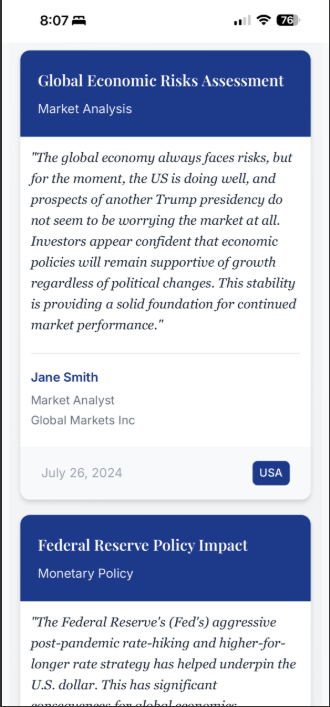 8:07
76
Global Economic Risks Assessment
Market Analysis
"The global economy always faces risks, but
for the moment, the US is doing well, and
prospects of another Trump presidency do
not seem to be worrying the market at all.
Investors appear confident that economic
policies will remain supportive of growth
regardless of political changes. This stability
is providing a solid foundation for continued
market performance."
Jane Smith
Market Analyst
Global Markets Inc
July 26, 2024
USA
Federal Reserve Policy Impact
Monetary Policy
"The Federal Reserve's (Fed's) aggressive
post-pandemic rate-hiking and higher-for-
longer rate strategy has helped underpin the
U.S. dollar. This has significant
consequences for global economies